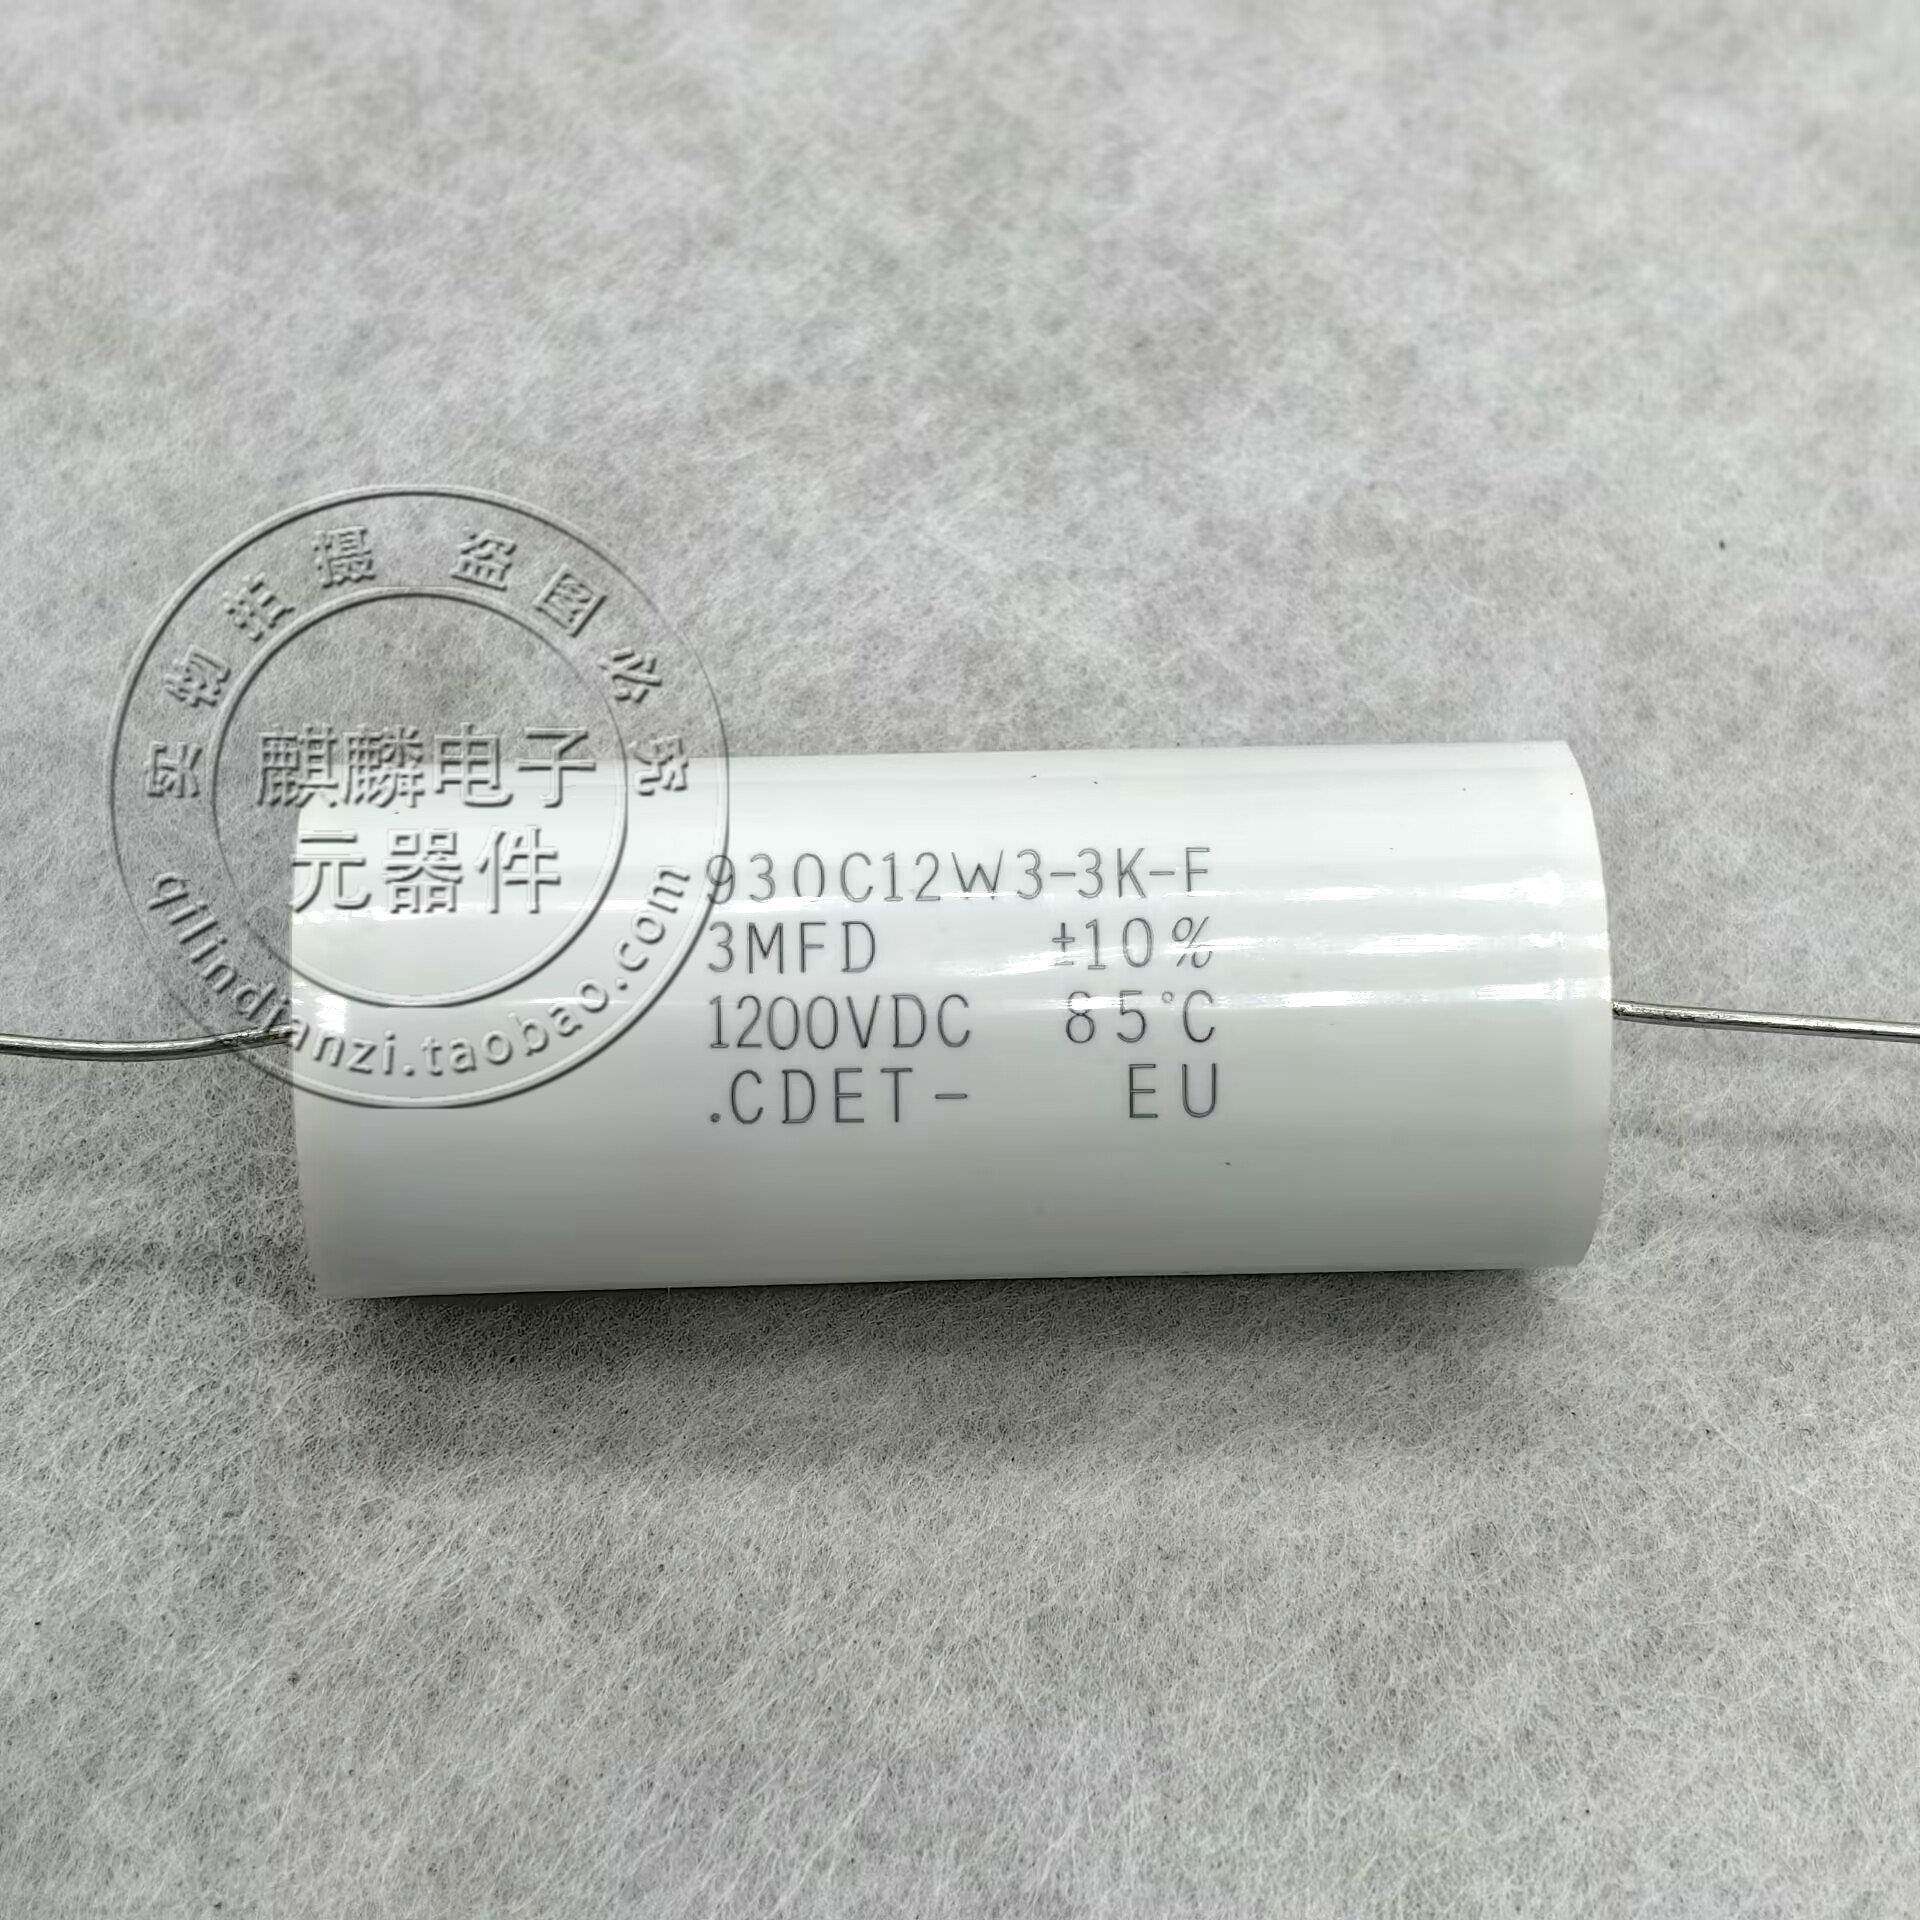 实物拍摄 盗图必究
麒麟电子
元器件
qilindianzi.taobao.com
930C12W3-3K-F
3MFD ±10%
1200VDC 85°C
.CDET- EU